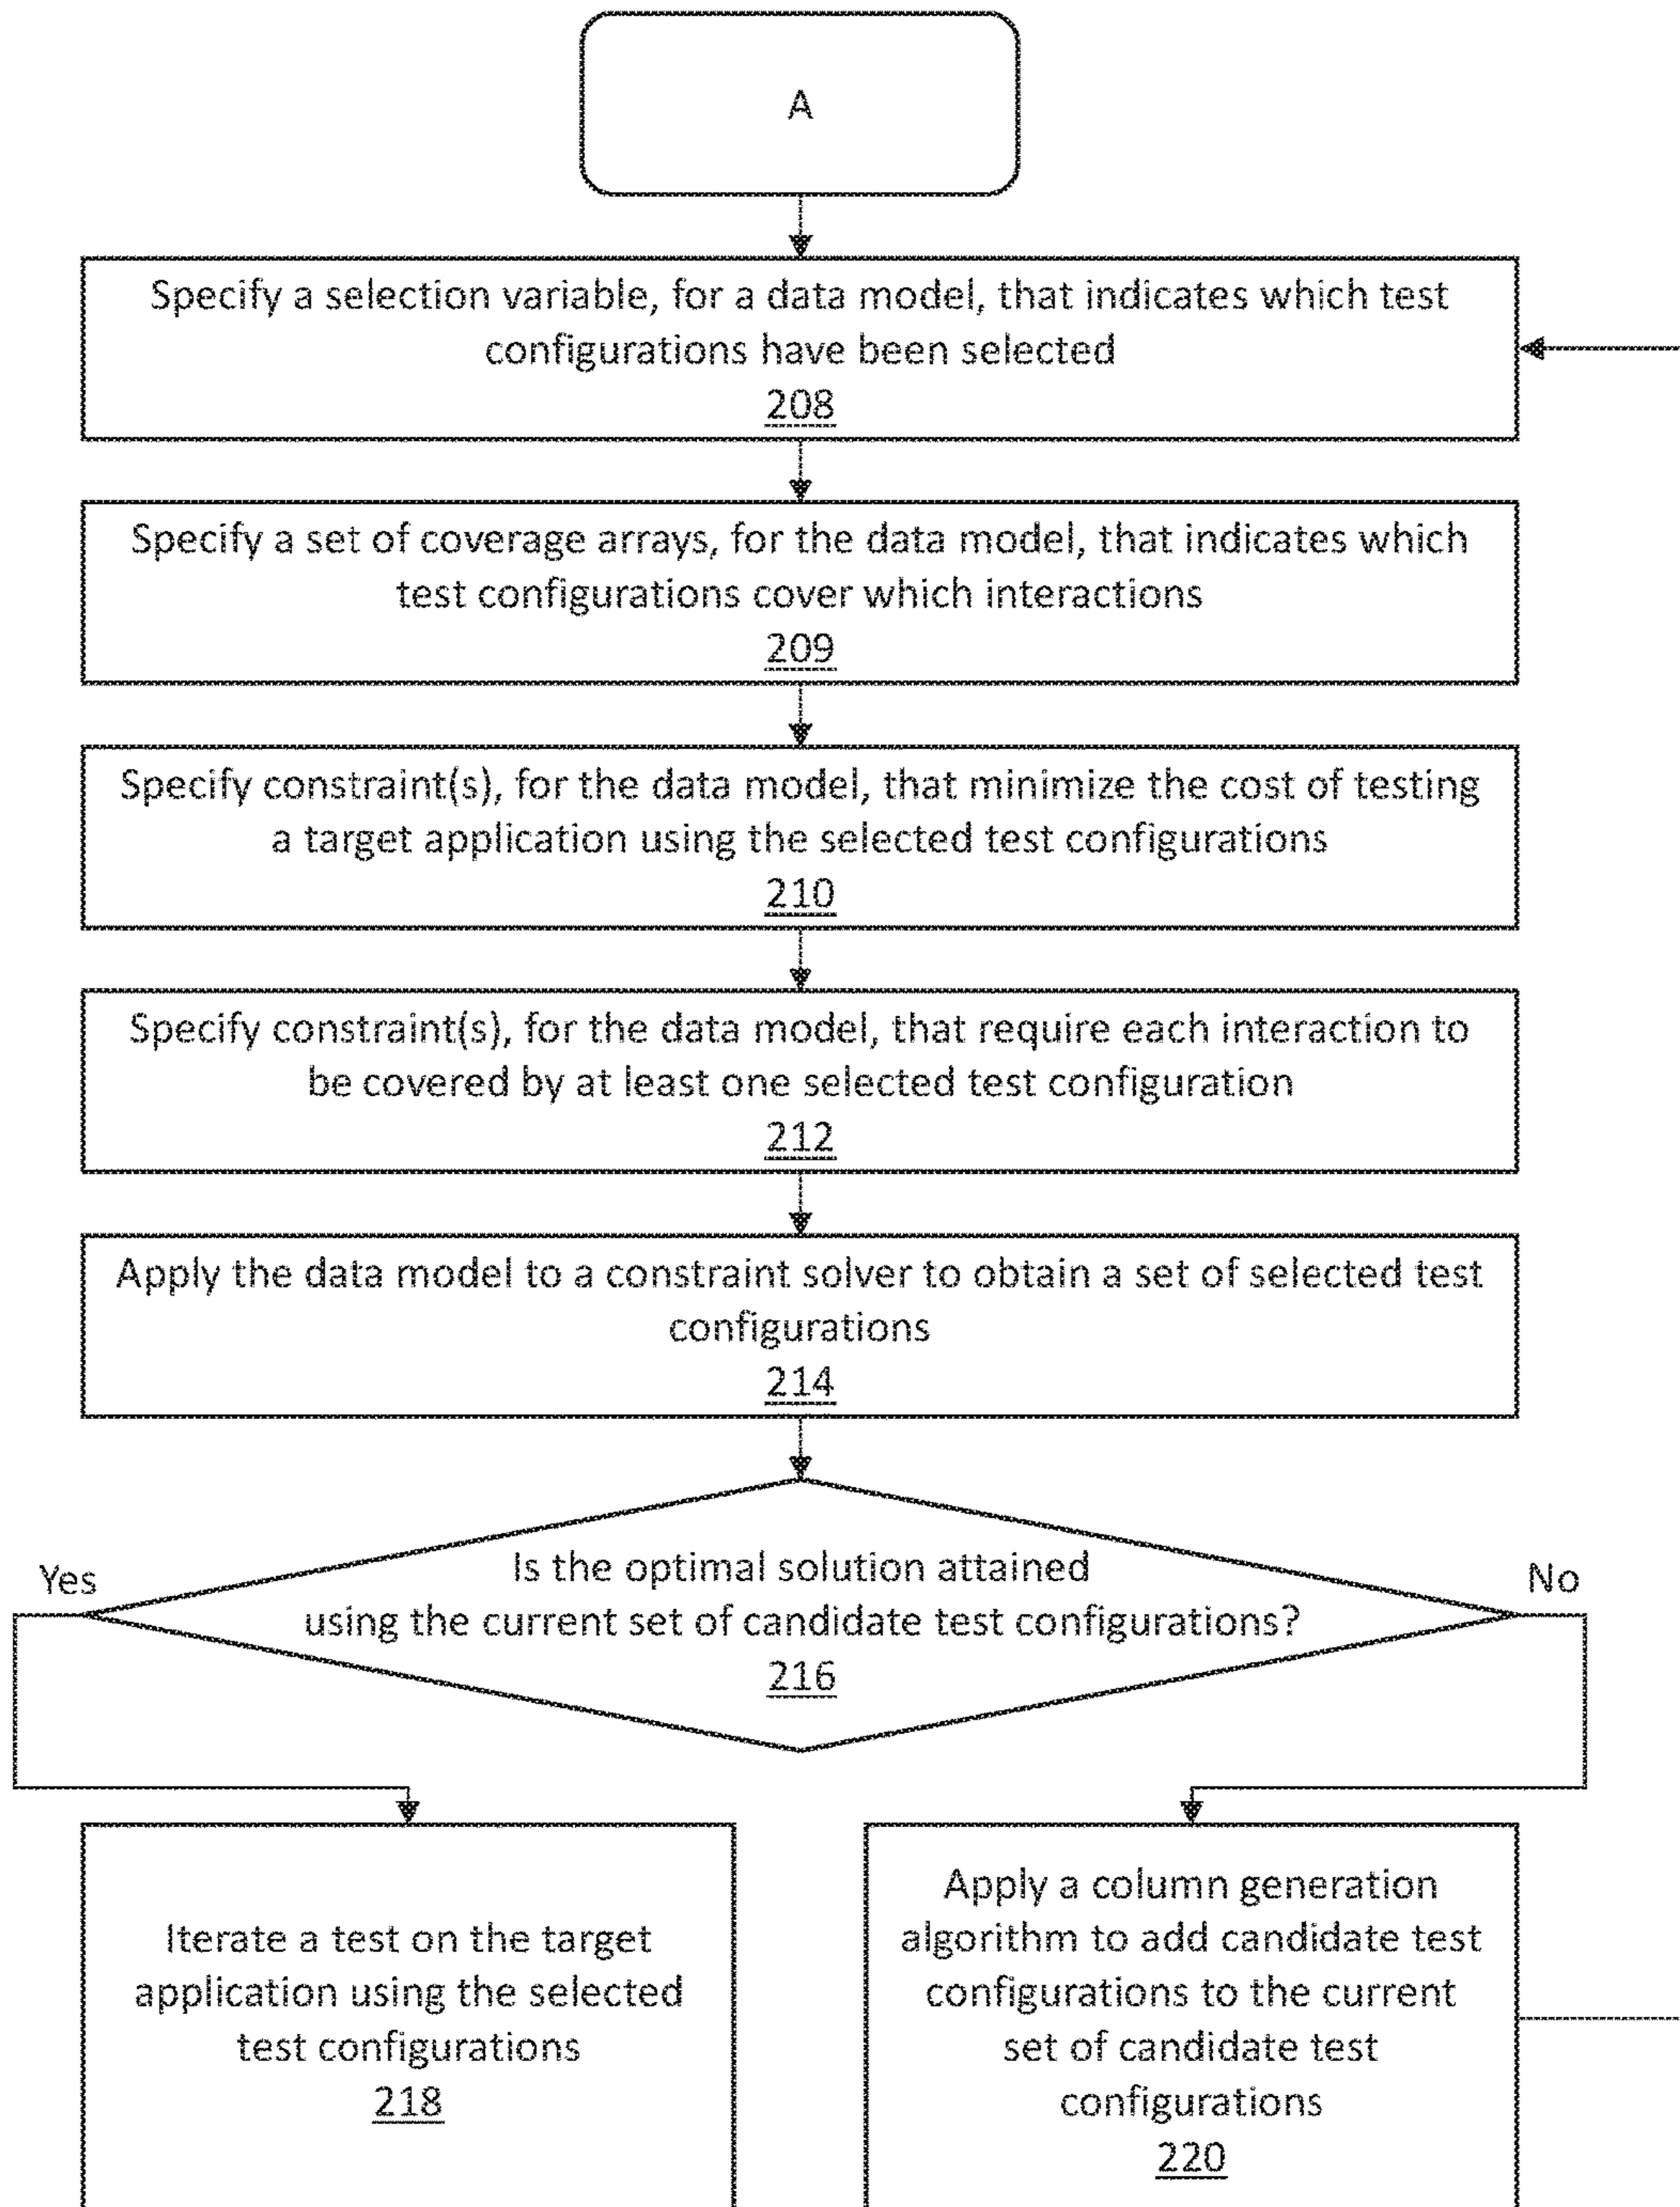 A
Specify a selection variable, for a data model, that indicates which test
configurations have been selected
208
Specify a set of coverage arrays, for the data model, that indicates which
test configurations cover which interactions
209
Specify constraint(s), for the data model, that minimize the cost of testing
a target application using the selected test configurations
210
Specify constraint(s), for the data model, that require each interaction to
be covered by at least one selected test configuration
212
Apply the data model to a constraint solver to obtain a set of selected test
configurations
214
Is the optimal solution attained
using the current set of candidate test configurations?
216
Yes
No
Iterate a test on the target
application using the selected
test configurations
218
Apply a column generation
algorithm to add candidate test
configurations to the current
set of candidate test
configurations
220